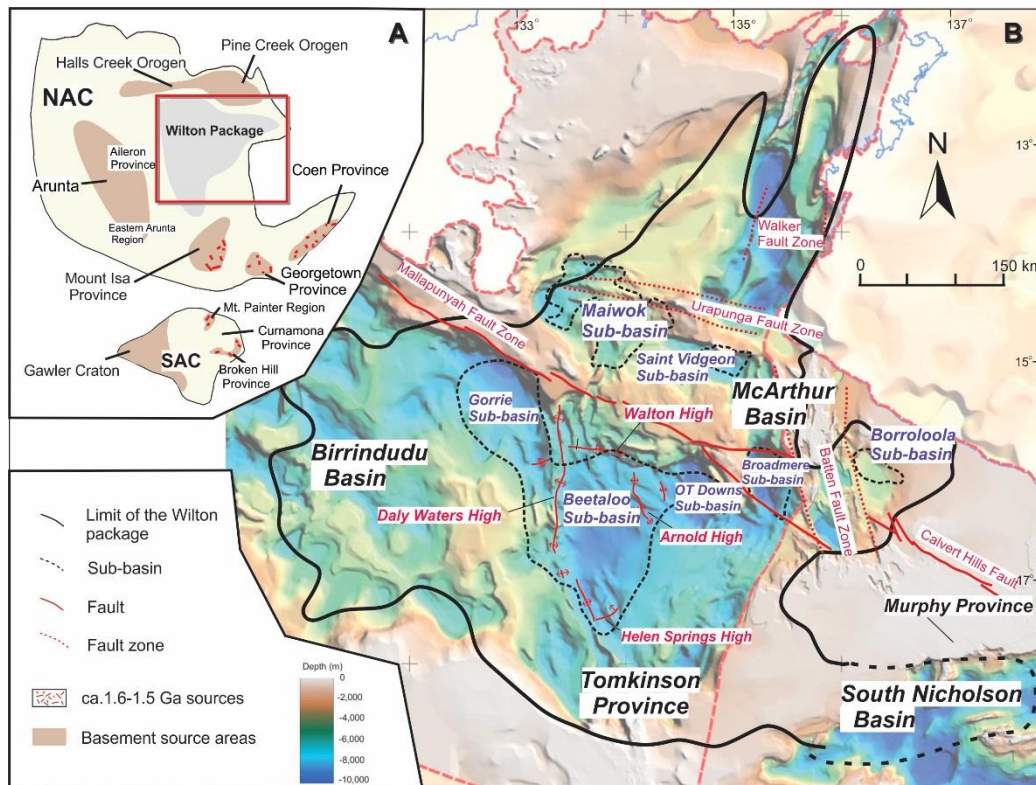 A
Pine Creek Orogen
Halls Creek Orogen
NAC
Wilton Package
Aileron
Province
Arunta
Coen Province
Eastern Arunta
Region
Mount Isa
Province
Georgetown
Province
Mt. Painter Region
Curnamona
Province
SAC
Gawler Craton
Broken Hill
Province
Limit of the Wilton
package
Sub-basin
Fault
Fault zone
ca.1.6-1.5 Ga sources
Basement source areas
Depth (m)
0
-2,000
-4,000
-6,000
-8,000
-10,000
133°
135°
137°
B
13°
N
0
150 km
Walker
Fault Zone
Mallapunyah Fault Zone
Urapunga Fault Zone
Maiwok
Sub-basin
Saint Vidgeon
Sub-basin
15°
McArthur
Basin
Gorrie
Sub-basin
Walton High
Birrindudu
Basin
Borroloola
Sub-basin
Broadmere
Sub-basin
Batten Fault Zone
OT Downs
Sub-basin
Beetaloo
Sub-basin
Daly Waters High
Arnold High
Calvert Hills Fault
17°
Murphy Province
Helen Springs High
Tomkinson
Province
South Nicholson
Basin